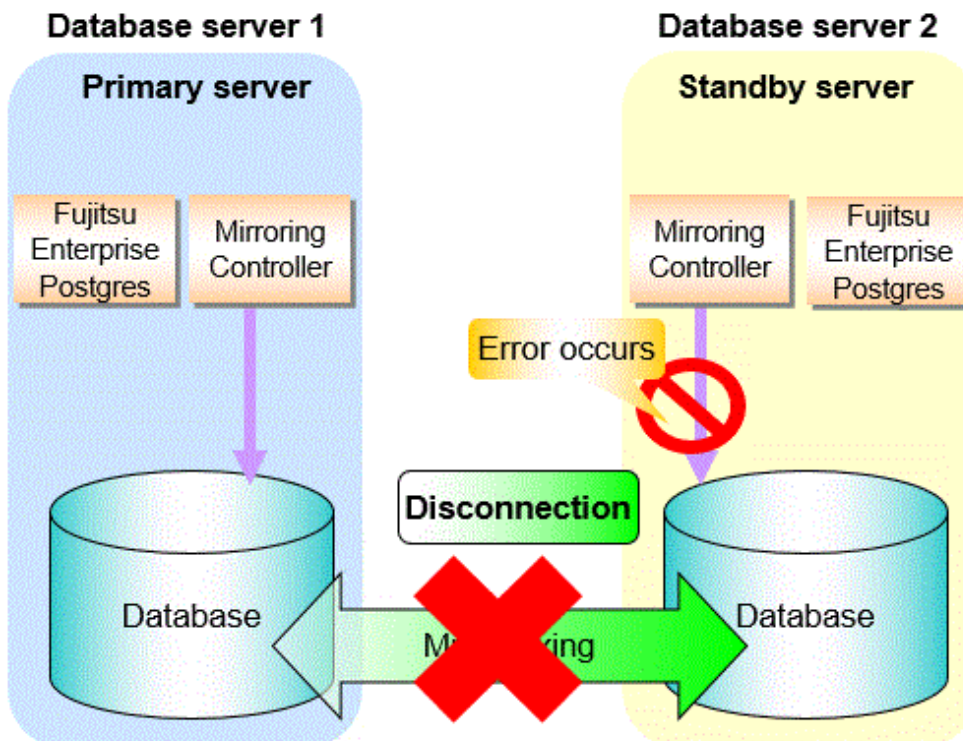 Database server 1
Database server 2
Primary server
Standby server
Fujitsu
Enterprise
Postgres
Mirroring
Controller
Mirroring
Controller
Fujitsu
Enterprise
Postgres
Error occurs
Disconnection
Database
Database